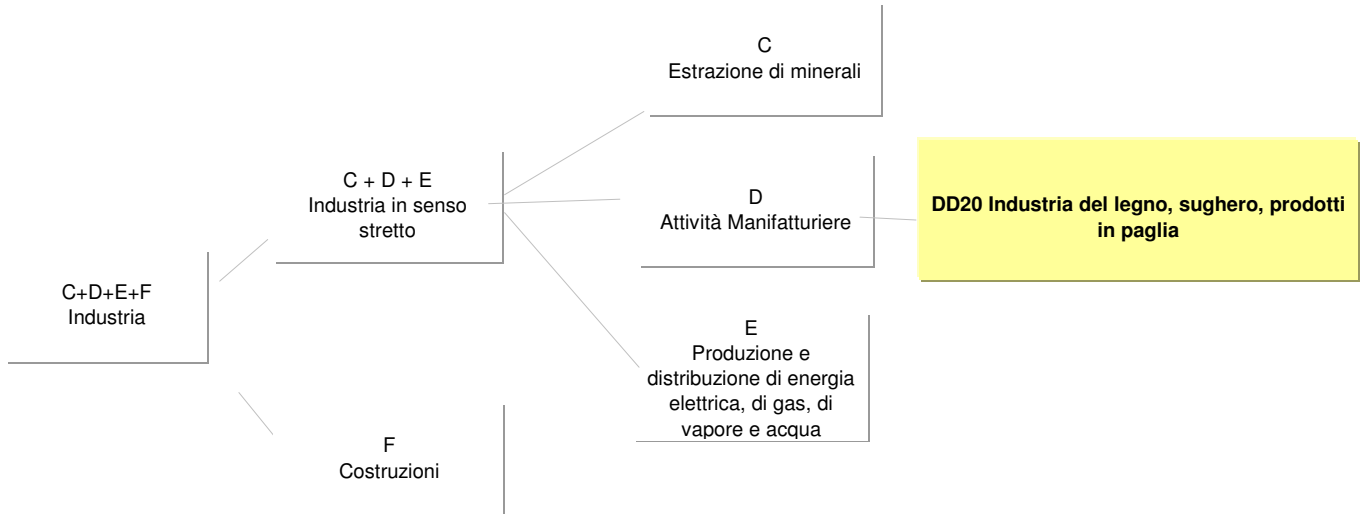 C+D+E+F
Industria
C + D + E
Industria in senso
stretto
F
Costruzioni
C
Estrazione di minerali
D
Attività Manifatturiere
E
Produzione e
distribuzione di energia
elettrica, di gas, di
vapore e acqua
DD20 Industria del legno, sughero, prodotti
in paglia